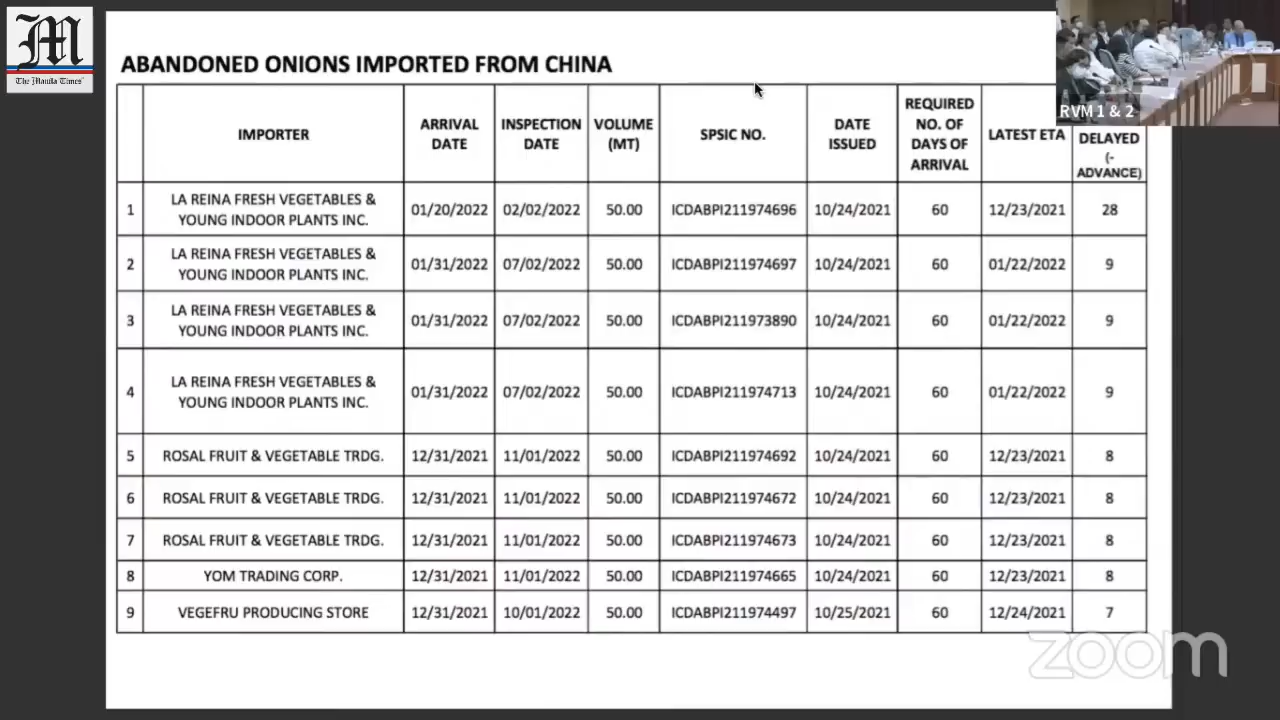 M
The Manila Times
RVM 1 & 2
ABANDONED ONIONS IMPORTED FROM CHINA
IMPORTER ARRIVAL DATE INSPECTION DATE VOLUME (MT) SPSIC NO. DATE ISSUED REQUIRED NO. OF DAYS OF ARRIVAL LATEST ETA DELAYED (- ADVANCE)
1 LA REINA FRESH VEGETABLES & YOUNG INDOOR PLANTS INC. 01/20/2022 02/02/2022 50.00 ICDABPI211974696 10/24/2021 60 12/23/2021 28
2 LA REINA FRESH VEGETABLES & YOUNG INDOOR PLANTS INC. 01/31/2022 07/02/2022 50.00 ICDABPI211974697 10/24/2021 60 01/22/2022 9
3 LA REINA FRESH VEGETABLES & YOUNG INDOOR PLANTS INC. 01/31/2022 07/02/2022 50.00 ICDABPI211973890 10/24/2021 60 01/22/2022 9
4 LA REINA FRESH VEGETABLES & YOUNG INDOOR PLANTS INC. 01/31/2022 07/02/2022 50.00 ICDABPI211974713 10/24/2021 60 01/22/2022 9
5 ROSAL FRUIT & VEGETABLE TRDG. 12/31/2021 11/01/2022 50.00 ICDABPI211974692 10/24/2021 60 12/23/2021 8
6 ROSAL FRUIT & VEGETABLE TRDG. 12/31/2021 11/01/2022 50.00 ICDABPI211974672 10/24/2021 60 12/23/2021 8
7 ROSAL FRUIT & VEGETABLE TRDG. 12/31/2021 11/01/2022 50.00 ICDABPI211974673 10/24/2021 60 12/23/2021 8
8 YOM TRADING CORP. 12/31/2021 11/01/2022 50.00 ICDABPI211974665 10/24/2021 60 12/23/2021 8
9 VEGEFRU PRODUCING STORE 12/31/2021 10/01/2022 50.00 ICDABPI211974497 10/25/2021 60 12/24/2021 7
zoom